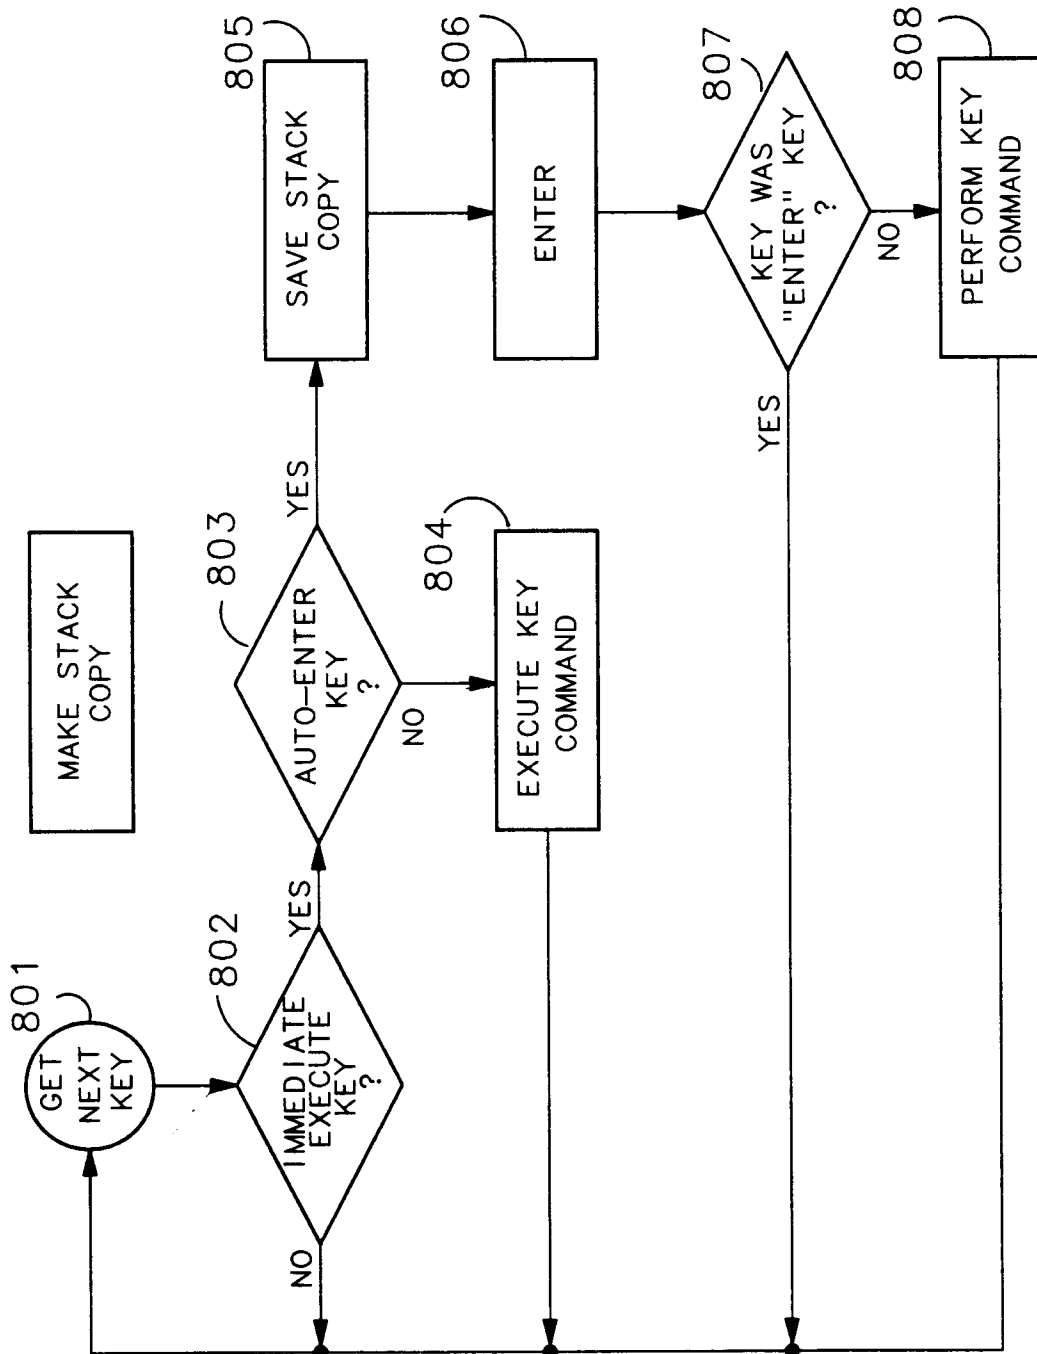 801
GET
NEXT
KEY
802
IMMEDIATE
EXECUTE
KEY
?
NO
YES
MAKE STACK
COPY
803
AUTO-ENTER
KEY
?
YES
NO
804
EXECUTE KEY
COMMAND
805
SAVE STACK
COPY
806
ENTER
807
KEY WAS
"ENTER" KEY
?
YES
NO
808
PERFORM KEY
COMMAND